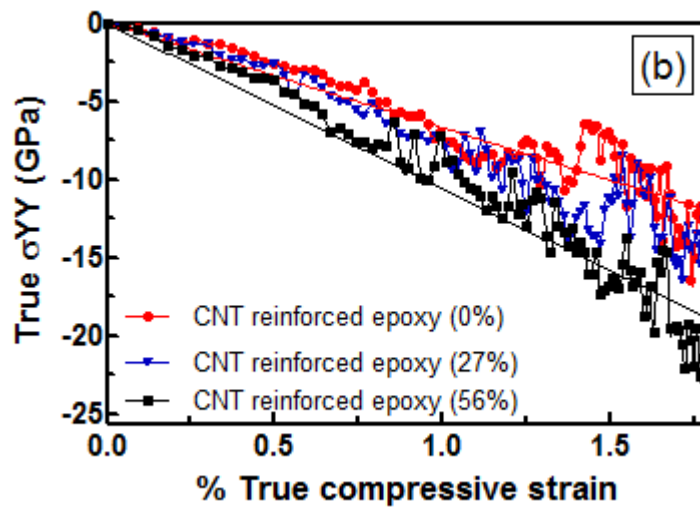 (b)
0
-5
-10
-15
-20
-25
True σYY (GPa)
CNT reinforced epoxy (0%)
CNT reinforced epoxy (27%)
CNT reinforced epoxy (56%)
0.0 0.5 1.0 1.5
% True compressive strain